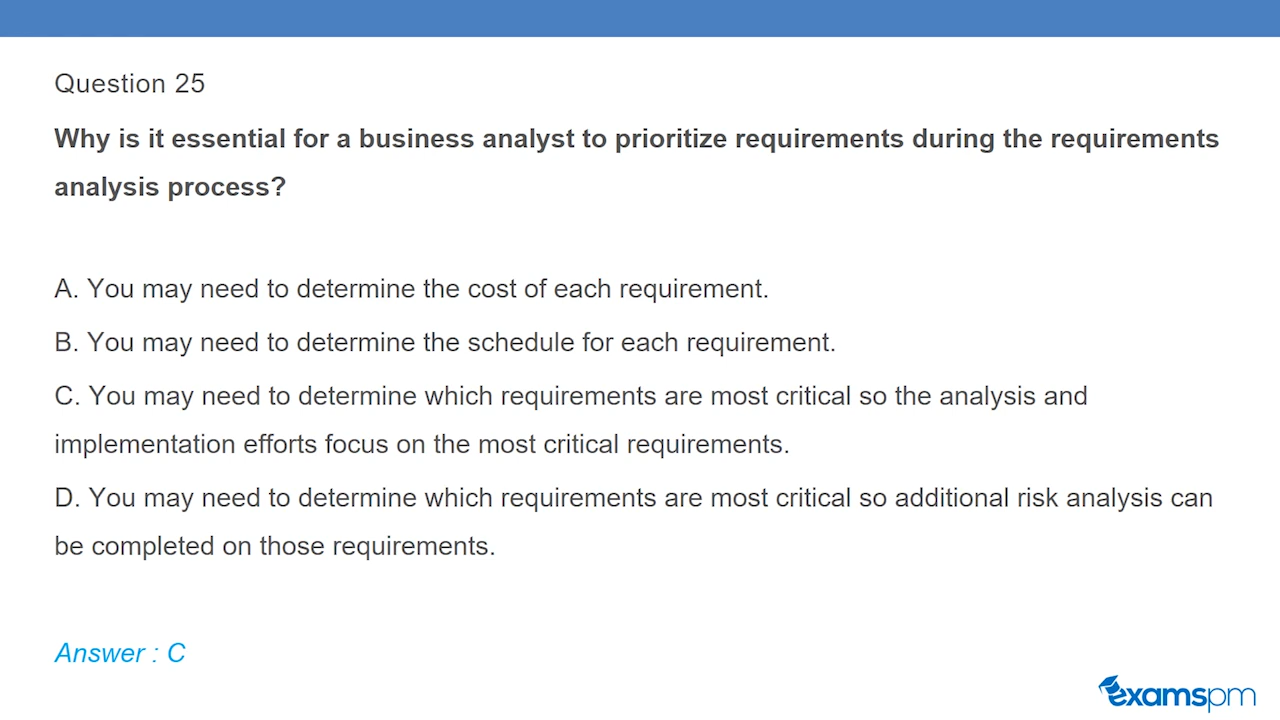 Question 25
Why is it essential for a business analyst to prioritize requirements during the requirements
analysis process?
A. You may need to determine the cost of each requirement.
B. You may need to determine the schedule for each requirement.
C. You may need to determine which requirements are most critical so the analysis and
implementation efforts focus on the most critical requirements.
D. You may need to determine which requirements are most critical so additional risk analysis can
be completed on those requirements.
Answer : C
examspm